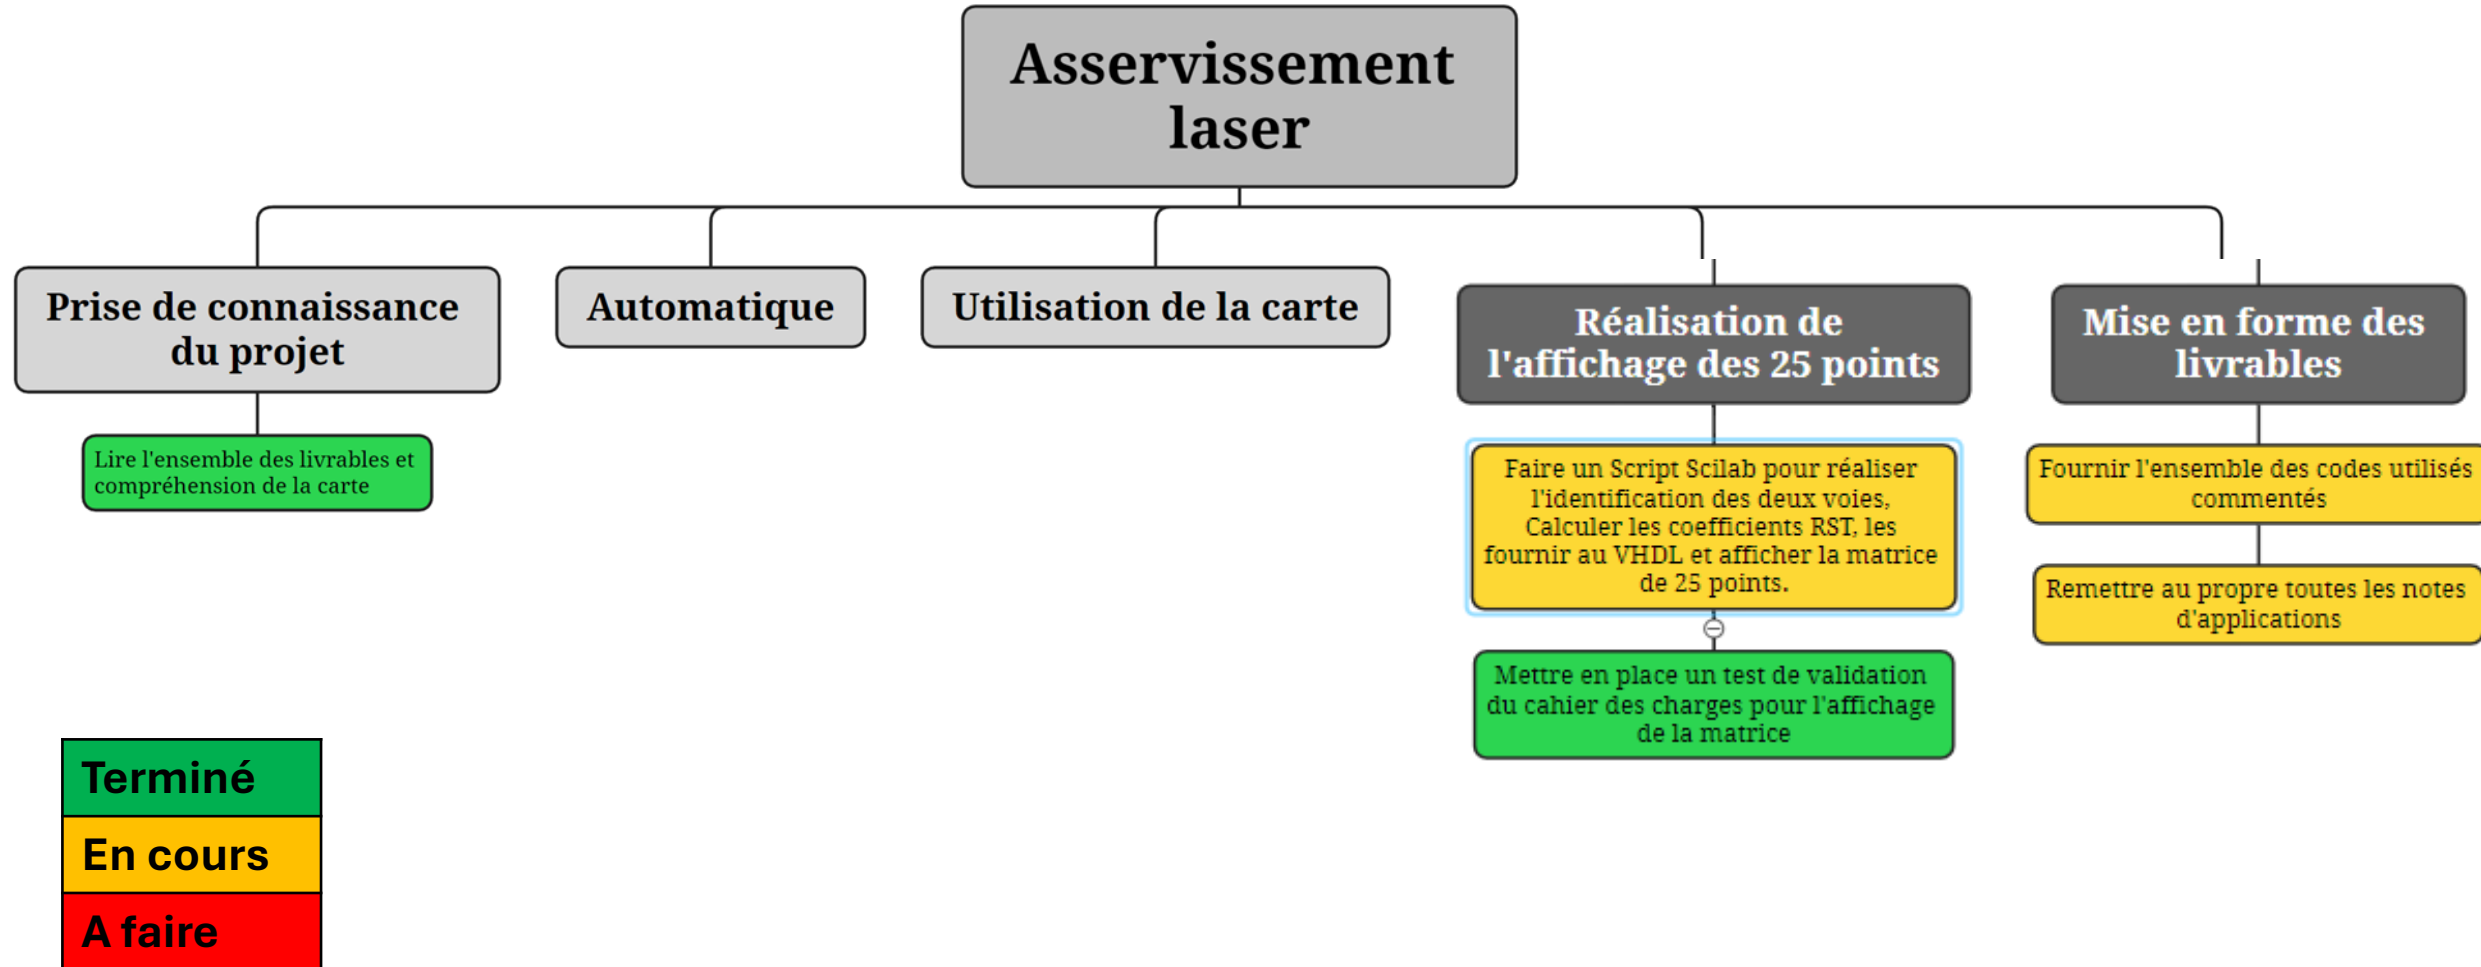 Asservissement
laser
Prise de connaissance
du projet
Lire l'ensemble des livrables et
compréhension de la carte
Automatique
Utilisation de la carte
Réalisation de
l'affichage des 25 points
Faire un Script Scilab pour réaliser
l'identification des deux voies,
Calculer les coefficients RST, les
fournir au VHDL et afficher la matrice
de 25 points.
Mettre en place un test de validation
du cahier des charges pour l'affichage
de la matrice
Mise en forme des
livrables
Fournir l'ensemble des codes utilisés
commentés
Remettre au propre toutes les notes
d'applications
Terminé
En cours
A faire